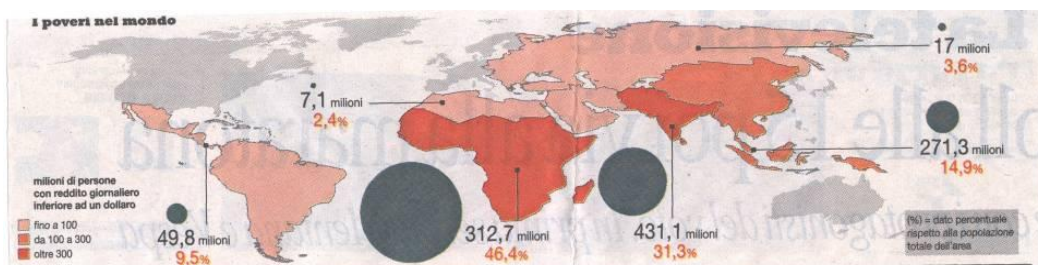 I poveri nel mondo
17 milioni
3,6%
7,1 milioni
2,4%
271,3 milioni
14,9%
milioni di persone
con reddito giornaliero
inferiore ad un dollaro
fino a 100
da 100 a 300
oltre 300
49,8 milioni
9,5%
312,7 milioni
46,4%
431,1 milioni
31,3%
(%) = dato percentuale
rispetto alla popolazione
totale dell'area